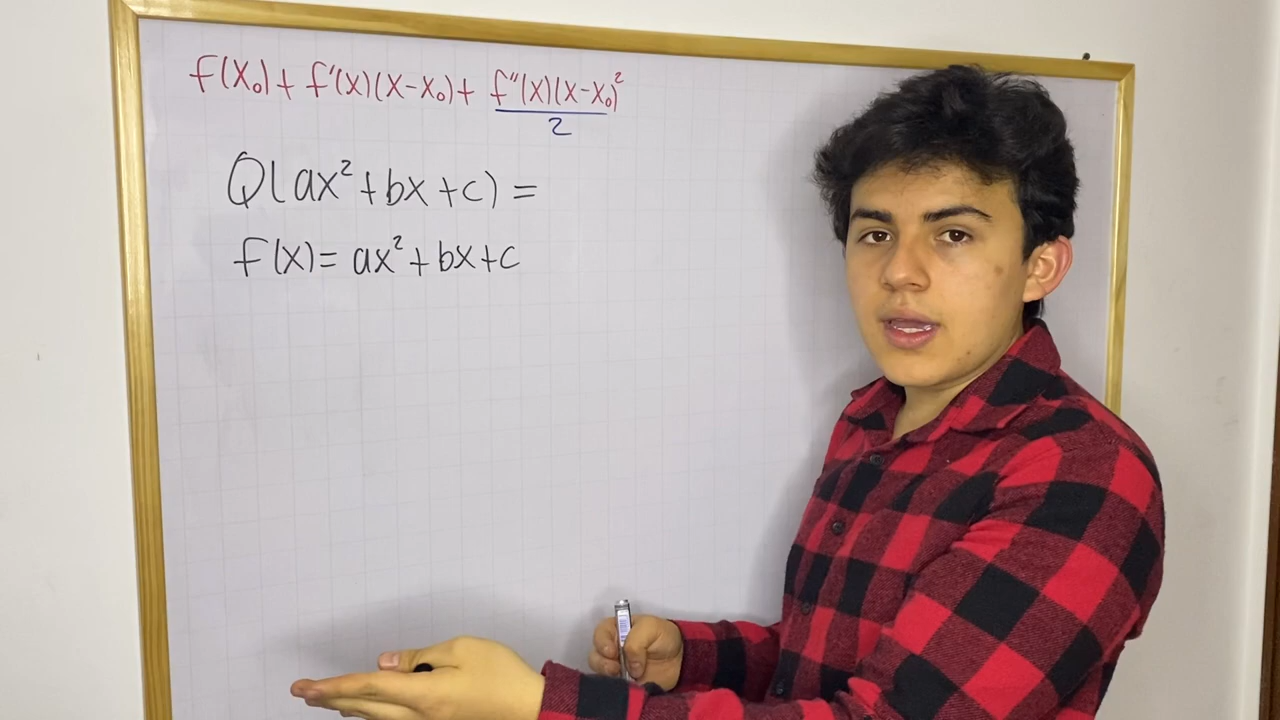 f(x₀) + f'(x)(x-x₀) + f''(x)(x-x₀)²
2
Q(ax² + bx + c) =
f(x) = ax² + bx + c